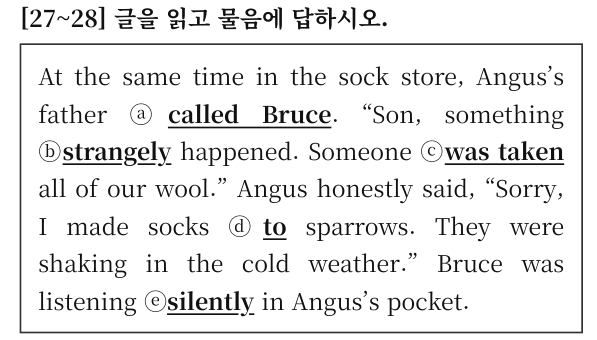 [27~28] 글을 읽고 물음에 답하시오.
At the same time in the sock store, Angus’s
father ⓐ called Bruce. “Son, something
ⓑstrangely happened. Someone ⓒwas taken
all of our wool.” Angus honestly said, “Sorry,
I made socks ⓓ to sparrows. They were
shaking in the cold weather.” Bruce was
listening ⓔsilently in Angus’s pocket.